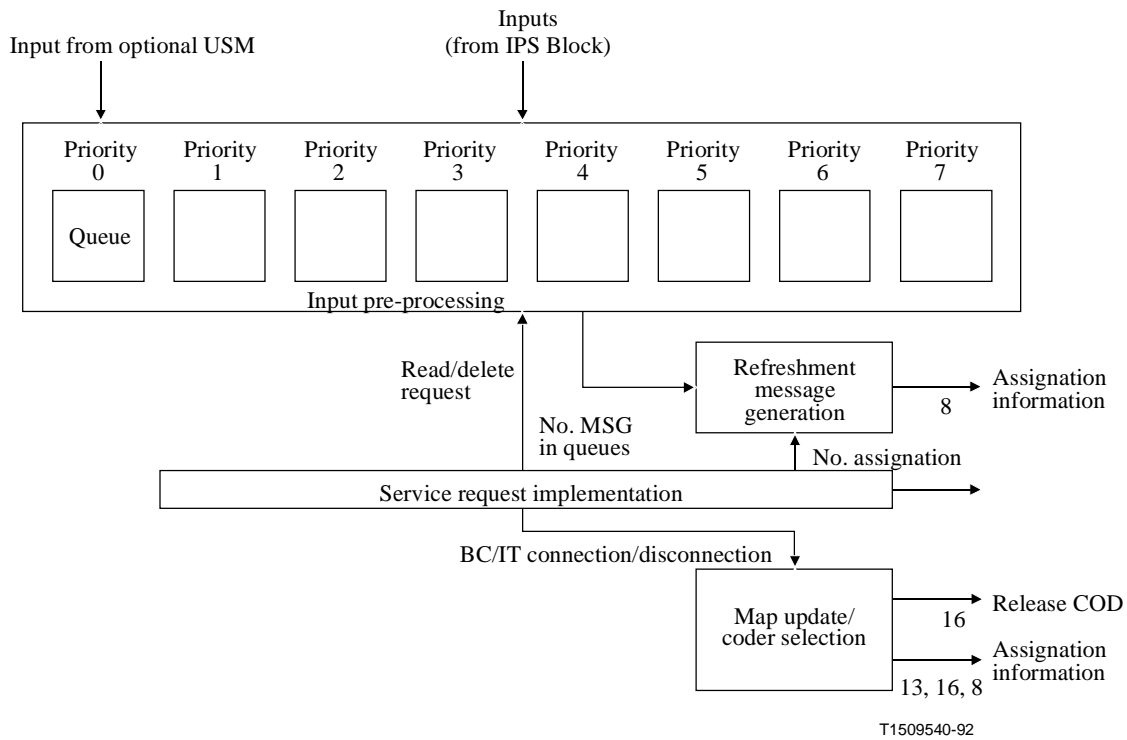 Inputs
(from IPS Block)
Input from optional USM
Priority
0
Priority
1
Priority
2
Priority
3
Priority
4
Priority
5
Priority
6
Priority
7
Queue
Input pre-processing
Read/delete
request
Refreshment
message
generation
8
Assignation
information
No. MSG
in queues
No. assignation
Service request implementation
BC/IT connection/disconnection
Map update/
coder selection
16
Release COD
Assignation
information
13, 16, 8
T1509540-92